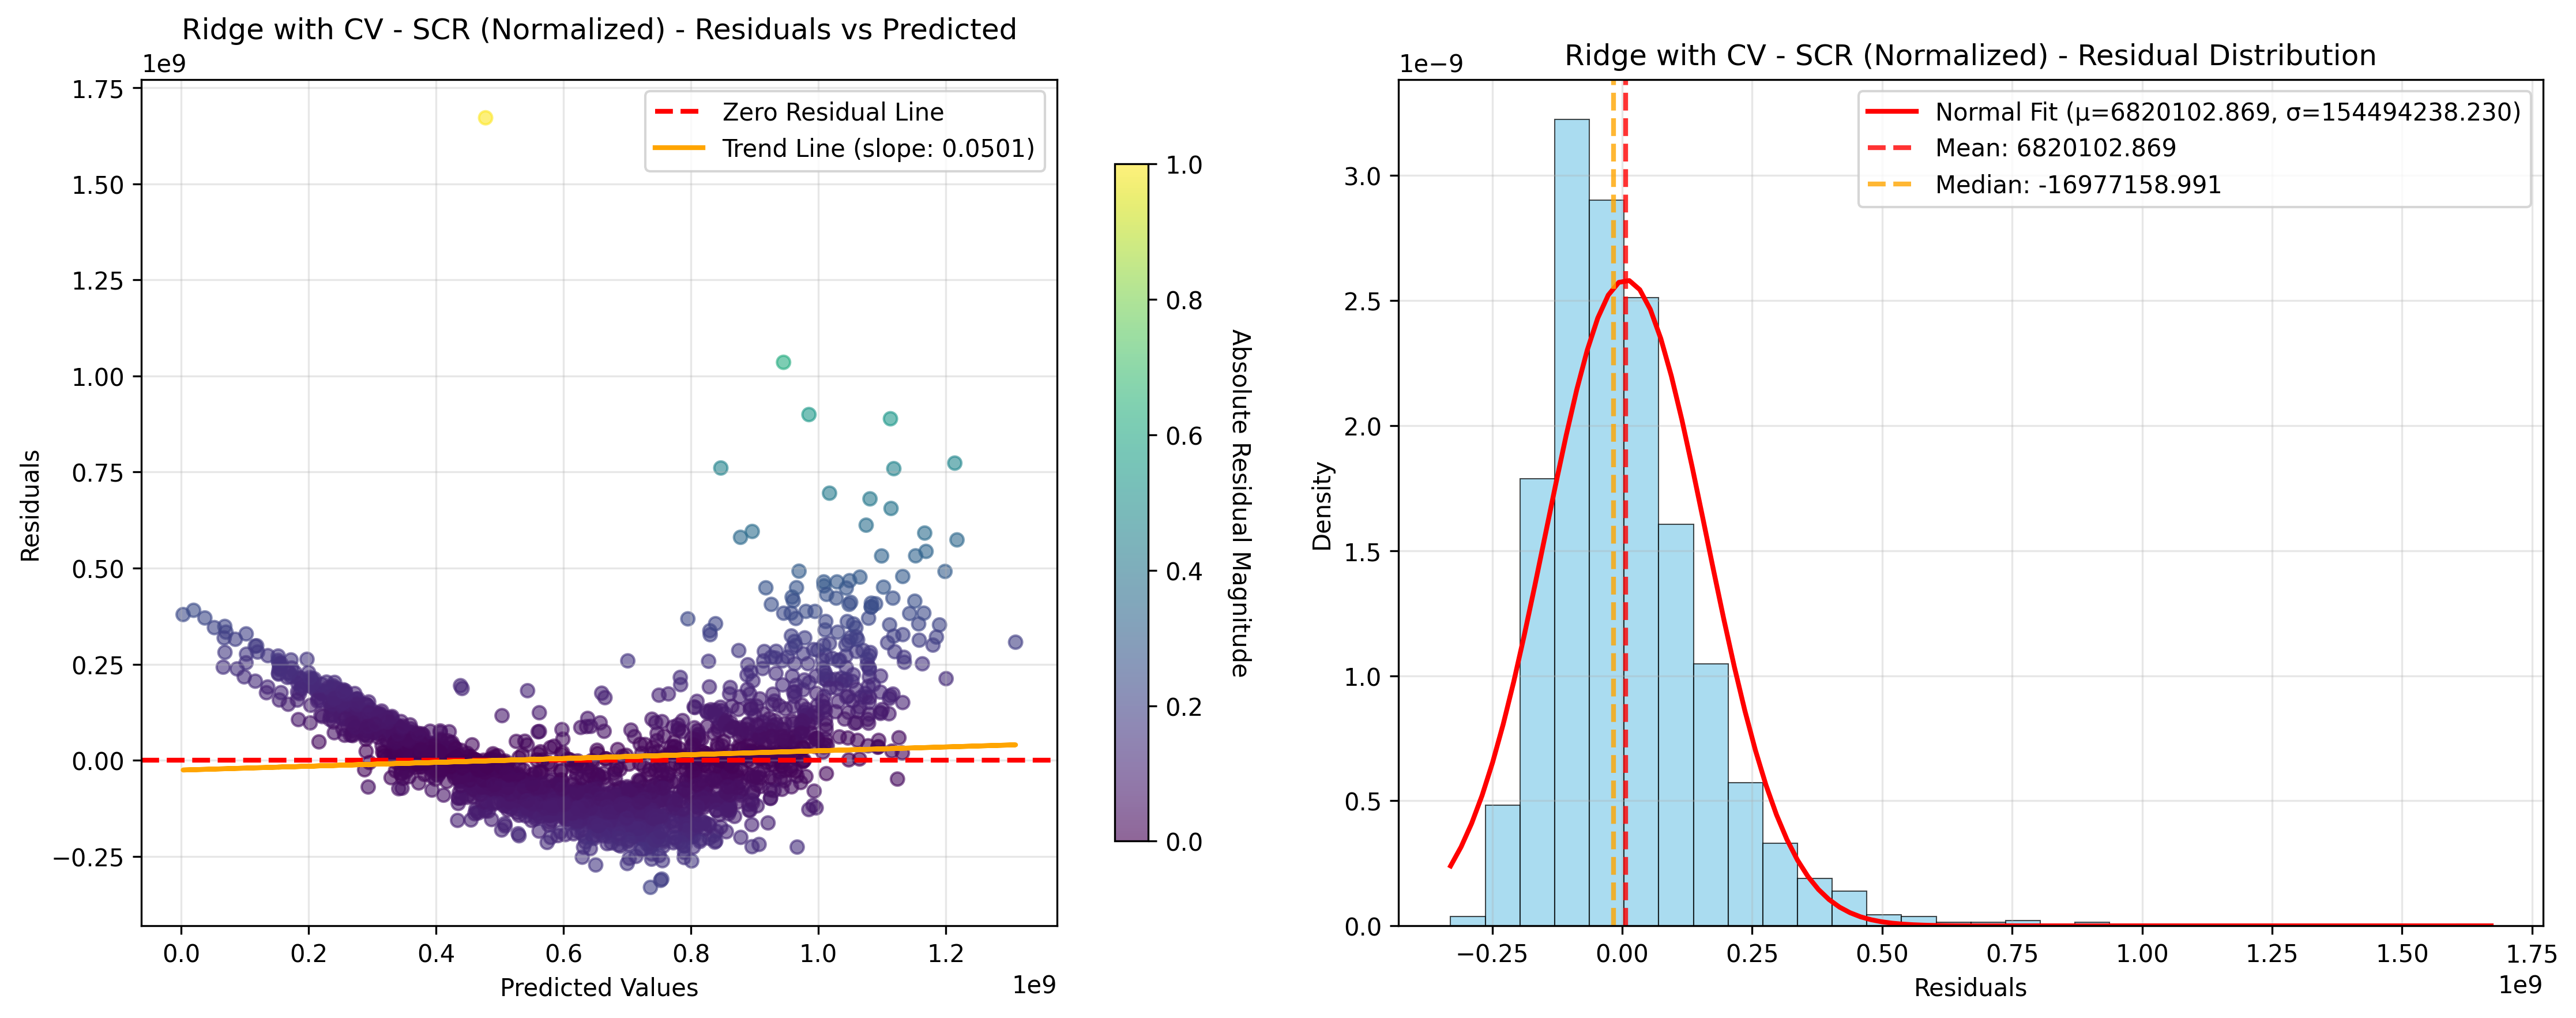 Ridge with CV - SCR (Normalized) - Residuals vs Predicted
1e9
1.75
1.50
1.25
1.00
0.75
0.50
0.25
0.00
−0.25
Residuals
Zero Residual Line
Trend Line (slope: 0.0501)
0.0 0.2 0.4 0.6 0.8 1.0 1.2
1e9
Predicted Values
1.0
0.8
0.6
0.4
0.2
0.0
Absolute Residual Magnitude
Ridge with CV - SCR (Normalized) - Residual Distribution
1e−9
3.0
2.5
2.0
1.5
1.0
0.5
0.0
Density
Normal Fit (μ=6820102.869, σ=154494238.230)
Mean: 6820102.869
Median: -16977158.991
−0.25 0.00 0.25 0.50 0.75 1.00 1.25 1.50 1.75
1e9
Residuals